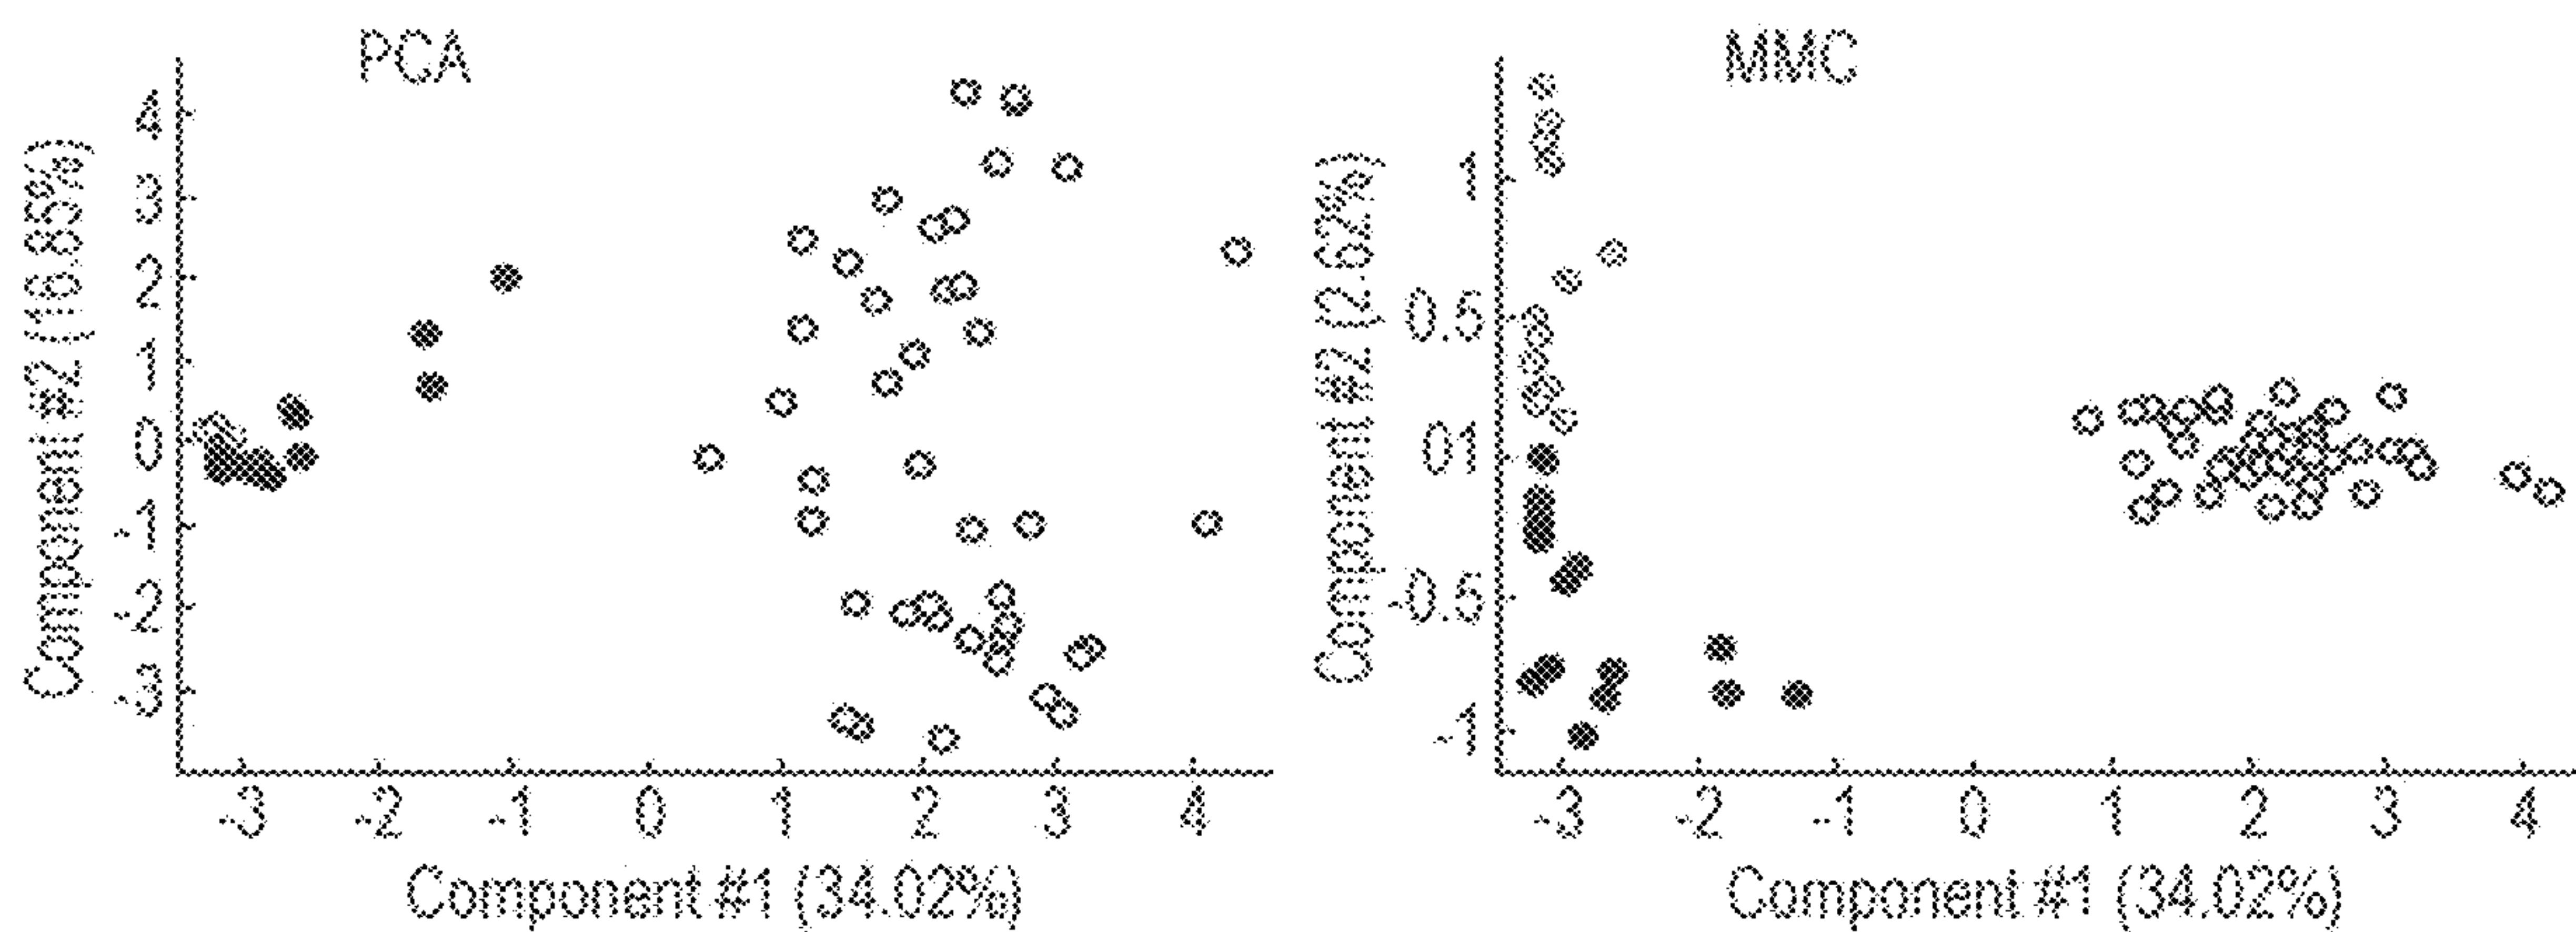 PCA
4
3
2
1
0
-1
-2
-3
Component #2 (16.85%)
-3 -2 -1 0 1 2 3 4
Component #1 (34.02%)
MMC
1
0.5
01
-0.5
-1
Component #2 (2.62%)
-3 -2 -1 0 1 2 3 4
Component #1 (34.02%)